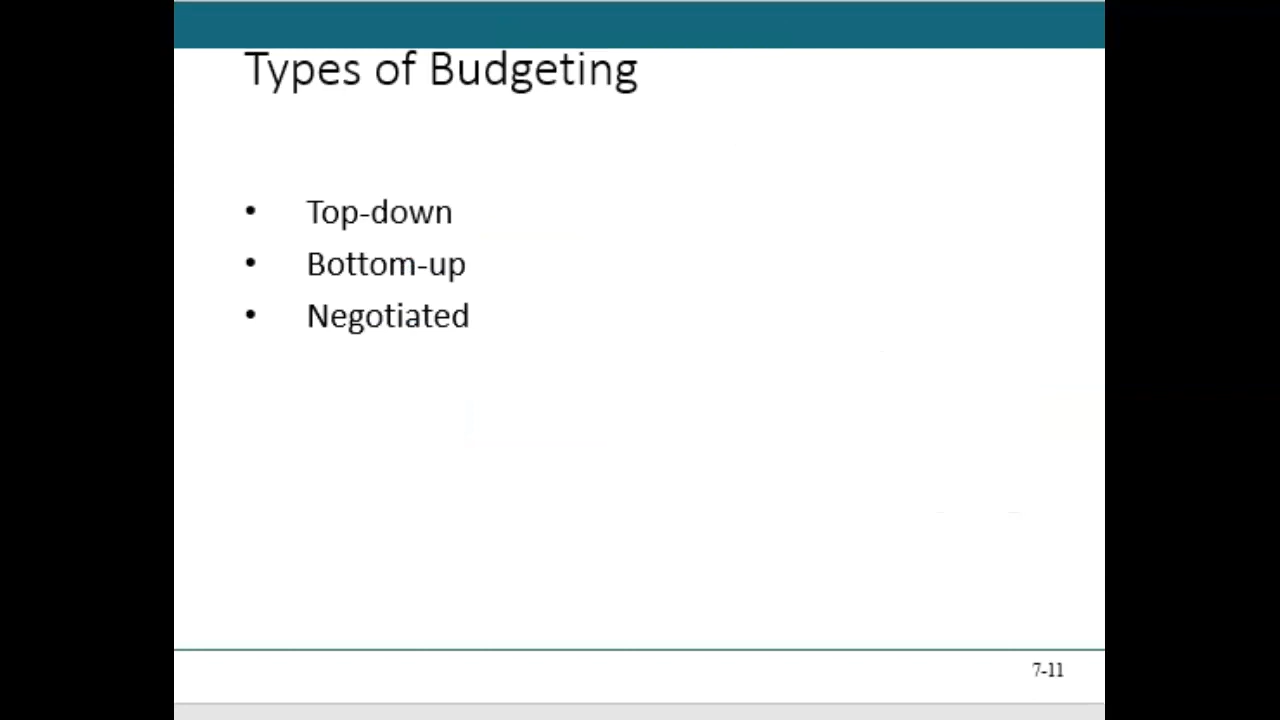 Types of Budgeting
• Top-down
• Bottom-up
• Negotiated
7-11